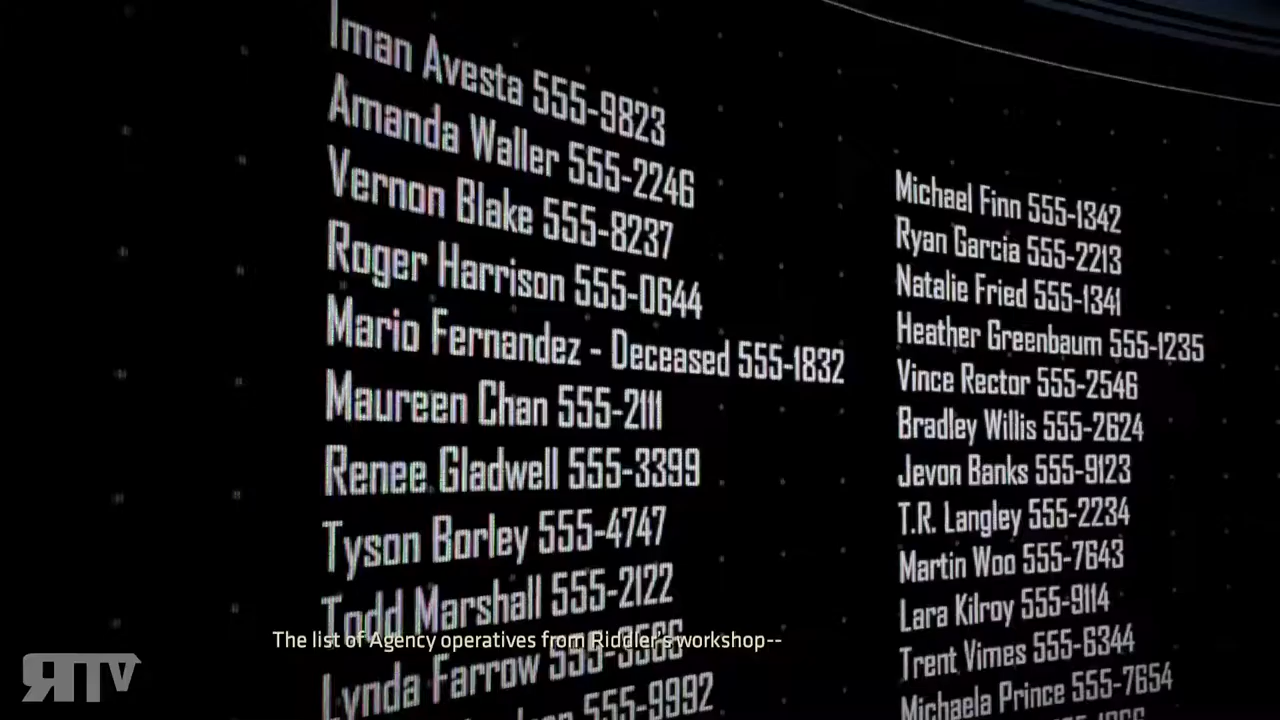 Iman Avesta 555-9823
Amanda Waller 555-2246
Vernon Blake 555-8237
Roger Harrison 555-0644
Mario Fernandez - Deceased 555-1832
Maureen Chan 555-2111
Renee Gladwell 555-3399
Tyson Borley 555-4747
Todd Marshall 555-2122
Lynda Farrow
555-9992
Michael Finn 555-1342
Ryan Garcia 555-2213
Natalie Fried 555-1341
Heather Greenbaum 555-1235
Vince Rector 555-2546
Bradley Willis 555-2624
Jevon Banks 555-9123
T.R. Langley 555-2234
Martin Woo 555-7643
Lara Kilroy 555-9114
Trent Vimes 555-6344
Michaela Prince 555-7654
The list of Agency operatives from Riddler's workshop--
RTV